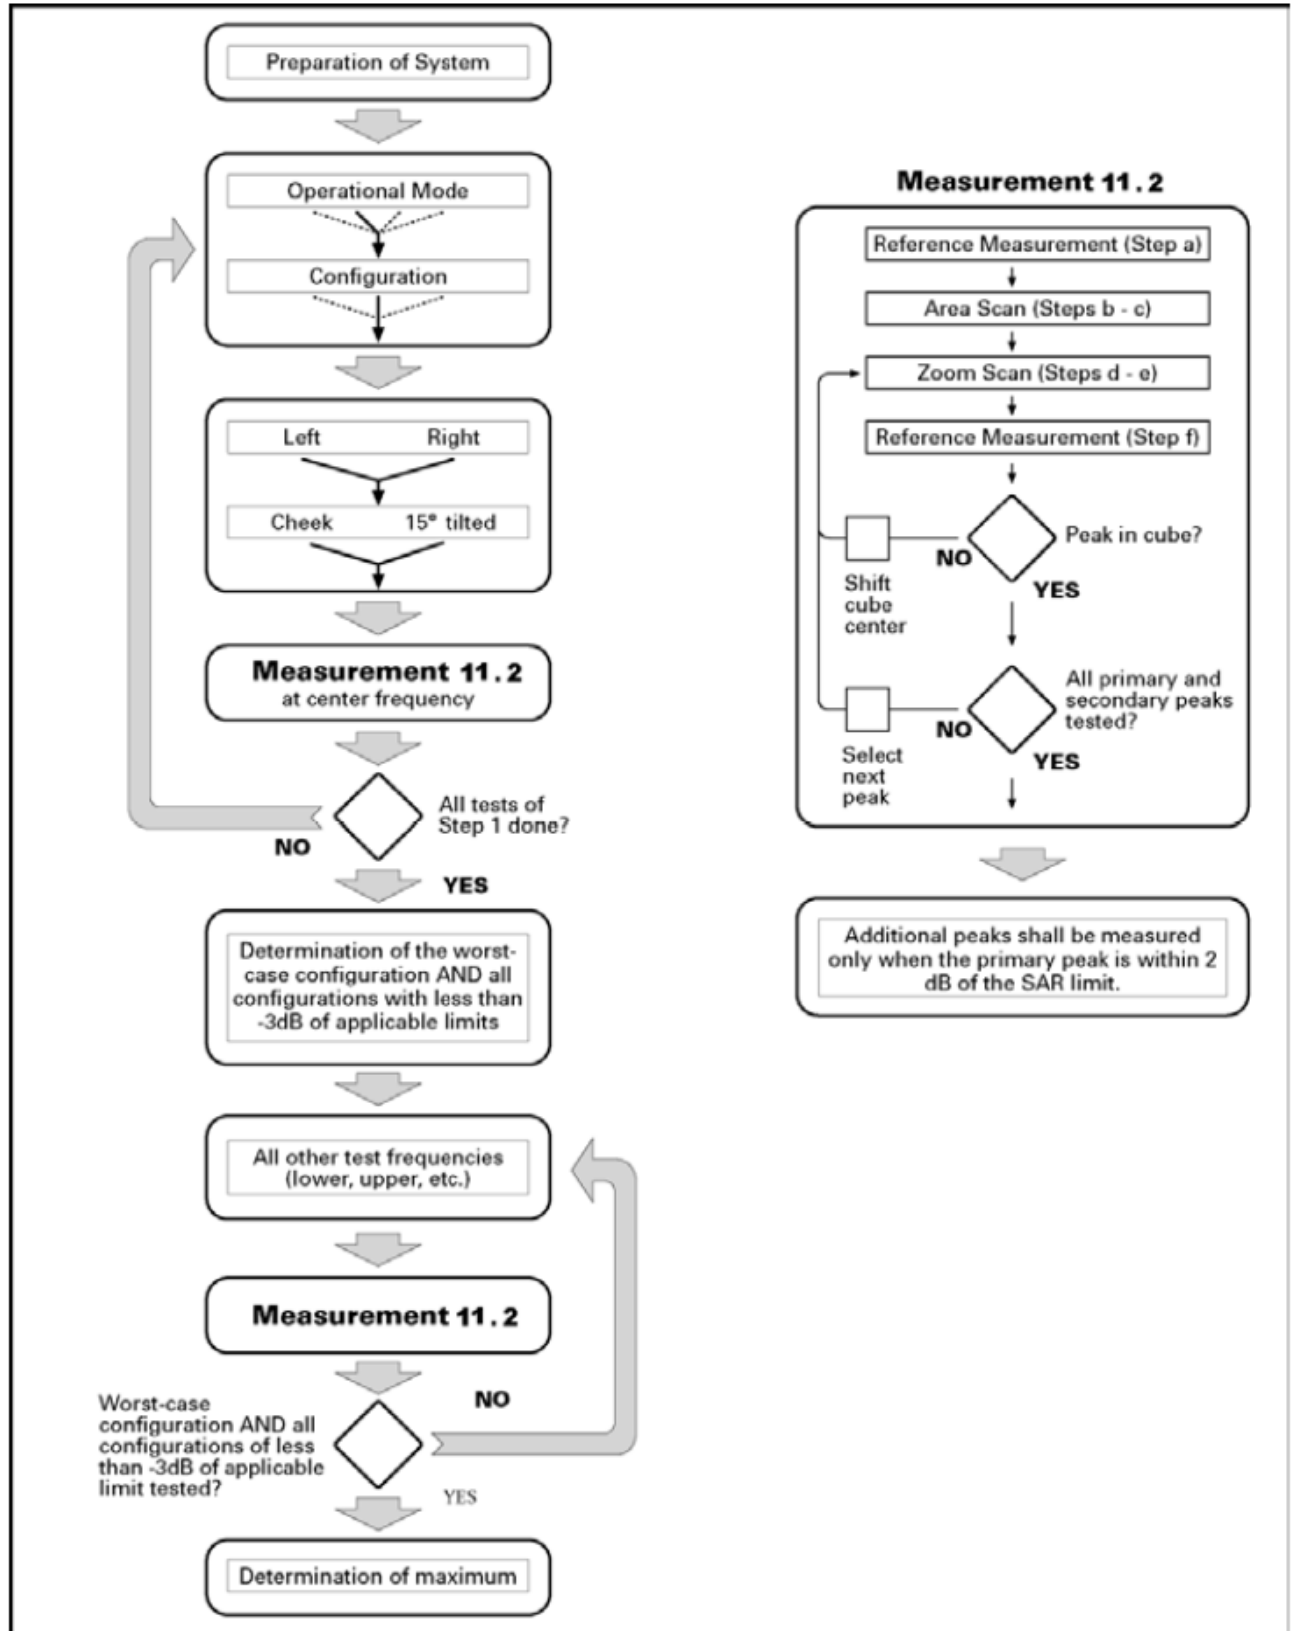 Preparation of System
Operational Mode
Configuration
Left Right
Cheek 15° tilted
Measurement 11.2
at center frequency
All tests of
Step 1 done?
NO
YES
Determination of the worst-
case configuration AND all
configurations with less than
-3dB of applicable limits
All other test frequencies
(lower, upper, etc.)
Measurement 11.2
Worst-case
configuration AND all
configurations of less
than -3dB of applicable
limit tested?
NO
YES
Determination of maximum
Measurement 11.2
Reference Measurement (Step a)
Area Scan (Steps b - c)
Zoom Scan (Steps d - e)
Reference Measurement (Step f)
Peak in cube?
NO
Shift
cube
center
YES
All primary and
secondary peaks
tested?
NO
Select
next
peak
YES
Additional peaks shall be measured
only when the primary peak is within 2
dB of the SAR limit.